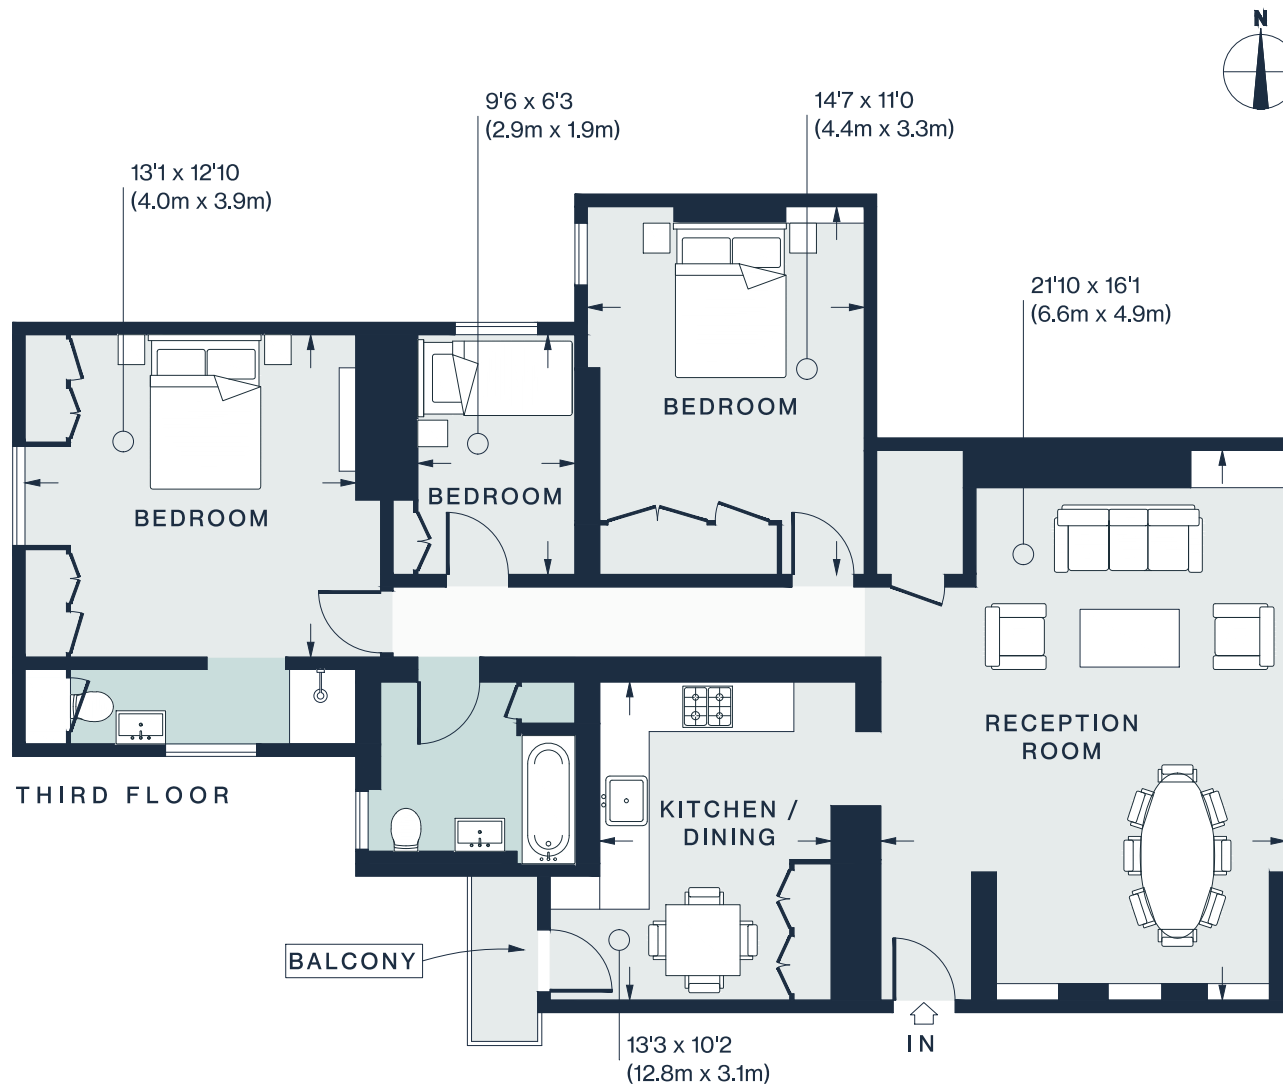 N
9'6 x 6'3
(2.9m x 1.9m)
14'7 x 11'0
(4.4m x 3.3m)
13'1 x 12'10
(4.0m x 3.9m)
21'10 x 16'1
(6.6m x 4.9m)
BEDROOM
BEDROOM
BEDROOM
RECEPTION
ROOM
THIRD FLOOR
KITCHEN /
DINING
BALCONY
IN
13'3 x 10'2
(12.8m x 3.1m)